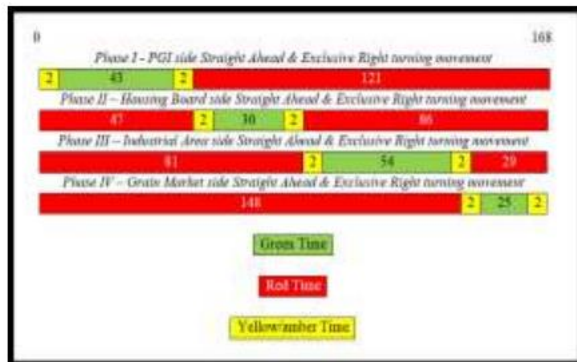 0 168
Phase I - PGI side Straight Ahead & Exclusive Right turning movement
2 43 2 121
Phase II – Housing Board side Straight Ahead & Exclusive Right turning movement
47 2 30 2 86
Phase III – Industrial Area side Straight Ahead & Exclusive Right turning movement
81 2 54 2 29
Phase IV – Grain Market side Straight Ahead & Exclusive Right turning movement
148 2 25 2
Green Time
Red Time
Yellow/amber Time